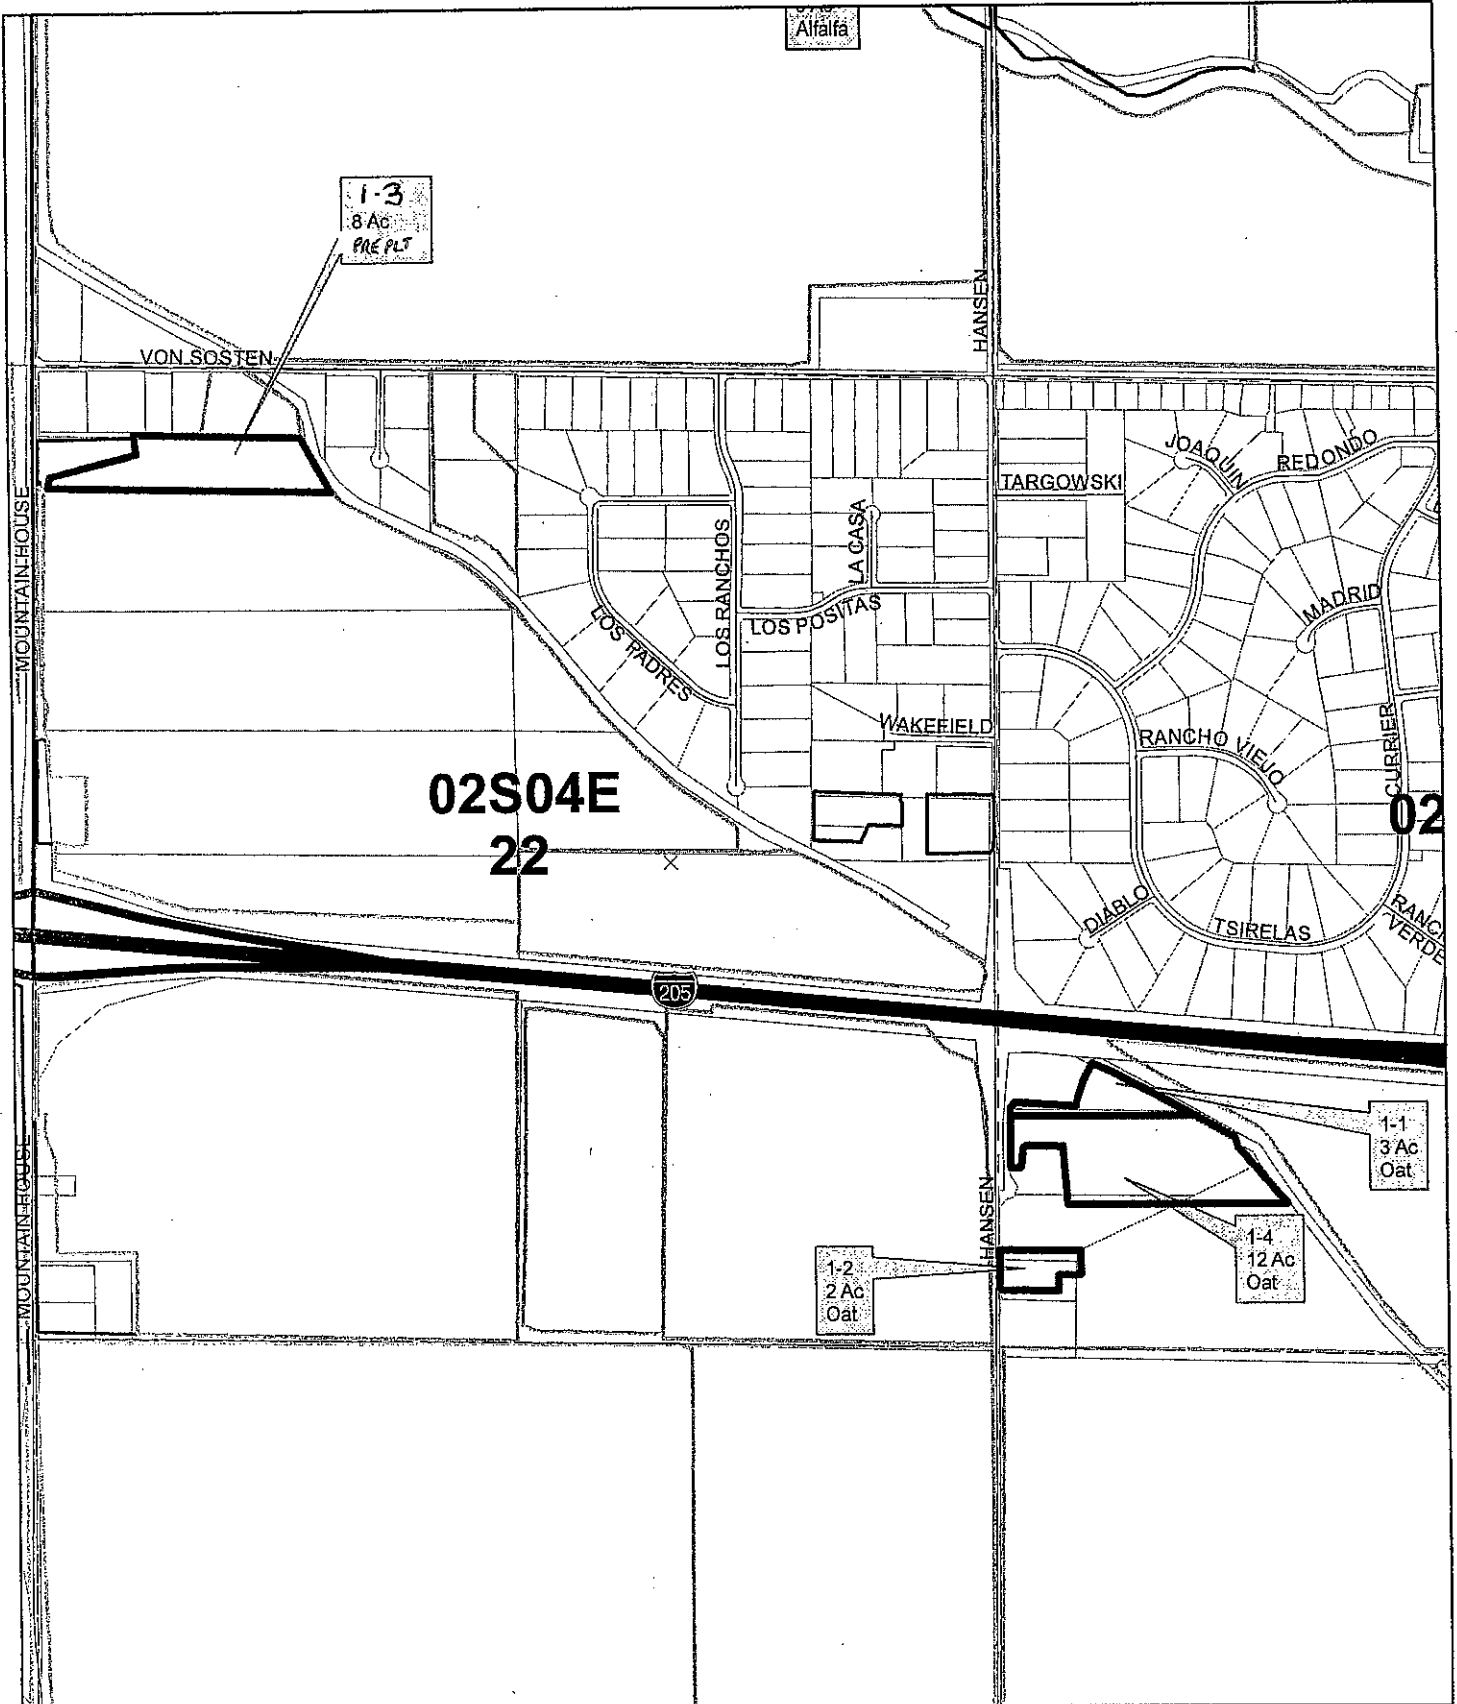 Alfalfa
1-3
8 Ac
PRE PLT
HANSEN
VON SOSTEN
JOAQUIN
REDONDO
TARGOWSKI
MOUNTAIN HOUSE
LOS RANCHOS
LA CASA
LOS POSITAS
LOS PADRES
MADRID
WAKEFIELD
RANCHO VIEJO
CURRIER
02S04E
22
02
DIABLO
TSIRELAS
RANCH
VERDE
205
1-1
3 Ac
Oat
MOUNTAIN HOUSE
HANSEN
1-4
12 Ac
Oat
1-2
2 Ac
Oat